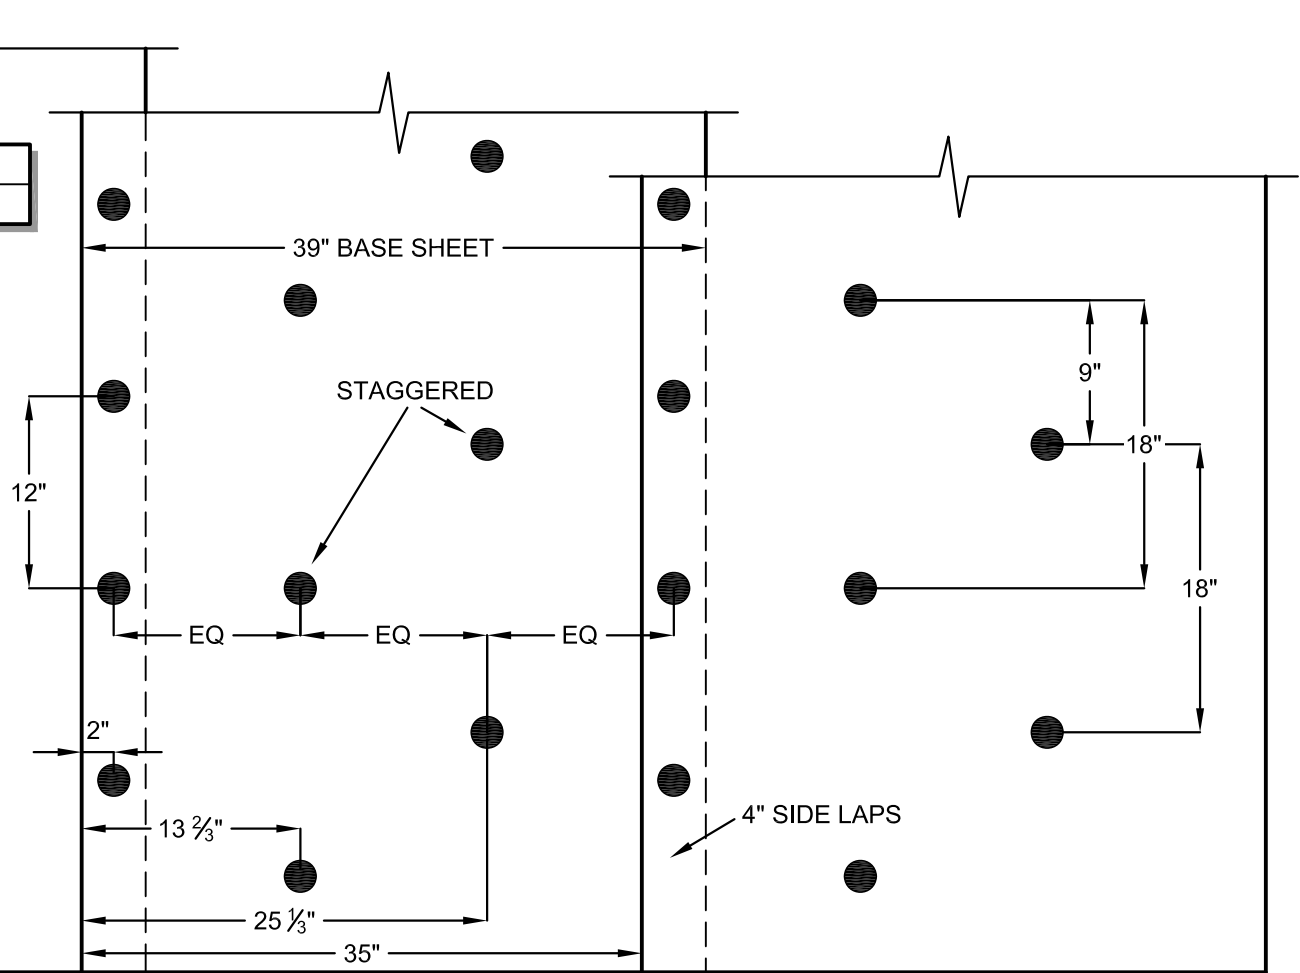 39" BASE SHEET
9"
STAGGERED
18"
12"
18"
EQ
EQ
EQ
2"
4" SIDE LAPS
13 ⅔"
25 ⅓"
35"